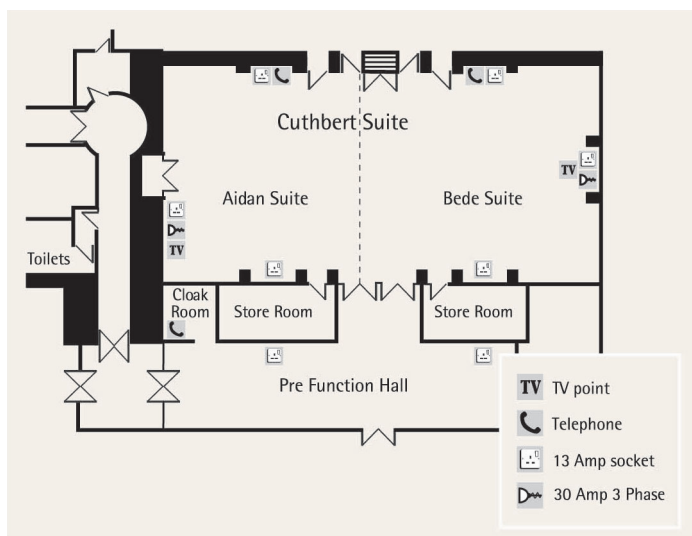 Cuthbert Suite
Aidan Suite
Bede Suite
TV
TV
Toilets
Cloak
Room
Store Room
Store Room
Pre Function Hall
TV TV point
Telephone
13 Amp socket
30 Amp 3 Phase